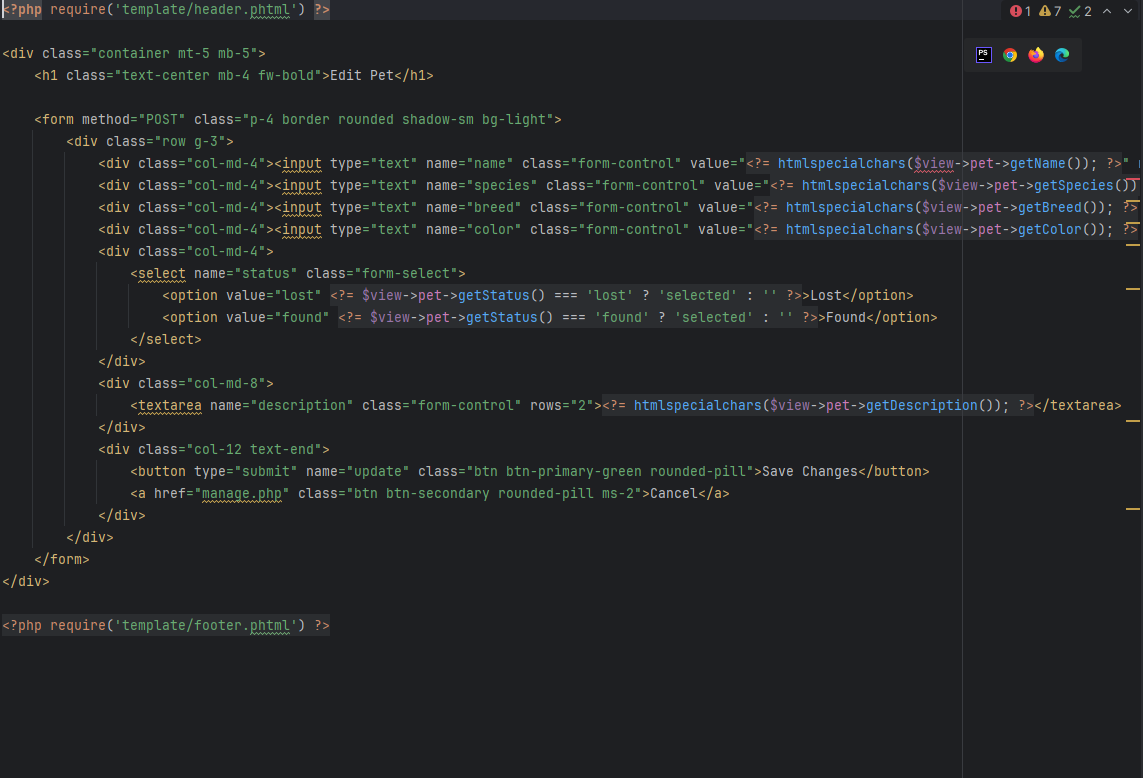 <?php require('template/header.phtml') ?>
1 7 2
PS
<div class="container mt-5 mb-5">
<h1 class="text-center mb-4 fw-bold">Edit Pet</h1>
<form method="POST" class="p-4 border rounded shadow-sm bg-light">
<div class="row g-3">
<div class="col-md-4"><input type="text" name="name" class="form-control" value="<?= htmlspecialchars($view->pet->getName()); ?>"
<div class="col-md-4"><input type="text" name="species" class="form-control" value="<?= htmlspecialchars($view->pet->getSpecies())
<div class="col-md-4"><input type="text" name="breed" class="form-control" value="<?= htmlspecialchars($view->pet->getBreed()); ?>
<div class="col-md-4"><input type="text" name="color" class="form-control" value="<?= htmlspecialchars($view->pet->getColor()); ?>
<div class="col-md-4">
<select name="status" class="form-select">
<option value="lost" <?= $view->pet->getStatus() === 'lost' ? 'selected' : '' ?>>Lost</option>
<option value="found" <?= $view->pet->getStatus() === 'found' ? 'selected' : '' ?>>Found</option>
</select>
</div>
<div class="col-md-8">
<textarea name="description" class="form-control" rows="2"><?= htmlspecialchars($view->pet->getDescription()); ?></textarea>
</div>
<div class="col-12 text-end">
<button type="submit" name="update" class="btn btn-primary-green rounded-pill">Save Changes</button>
<a href="manage.php" class="btn btn-secondary rounded-pill ms-2">Cancel</a>
</div>
</div>
</form>
</div>
<?php require('template/footer.phtml') ?>